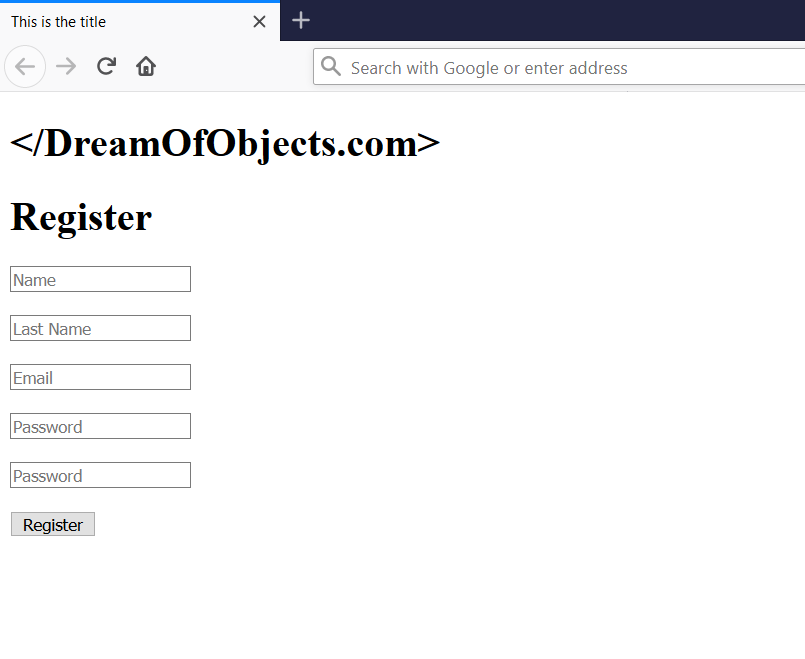 This is the title
Search with Google or enter address
</DreamOfObjects.com>
Register
Name
Last Name
Email
Password
Password
Register